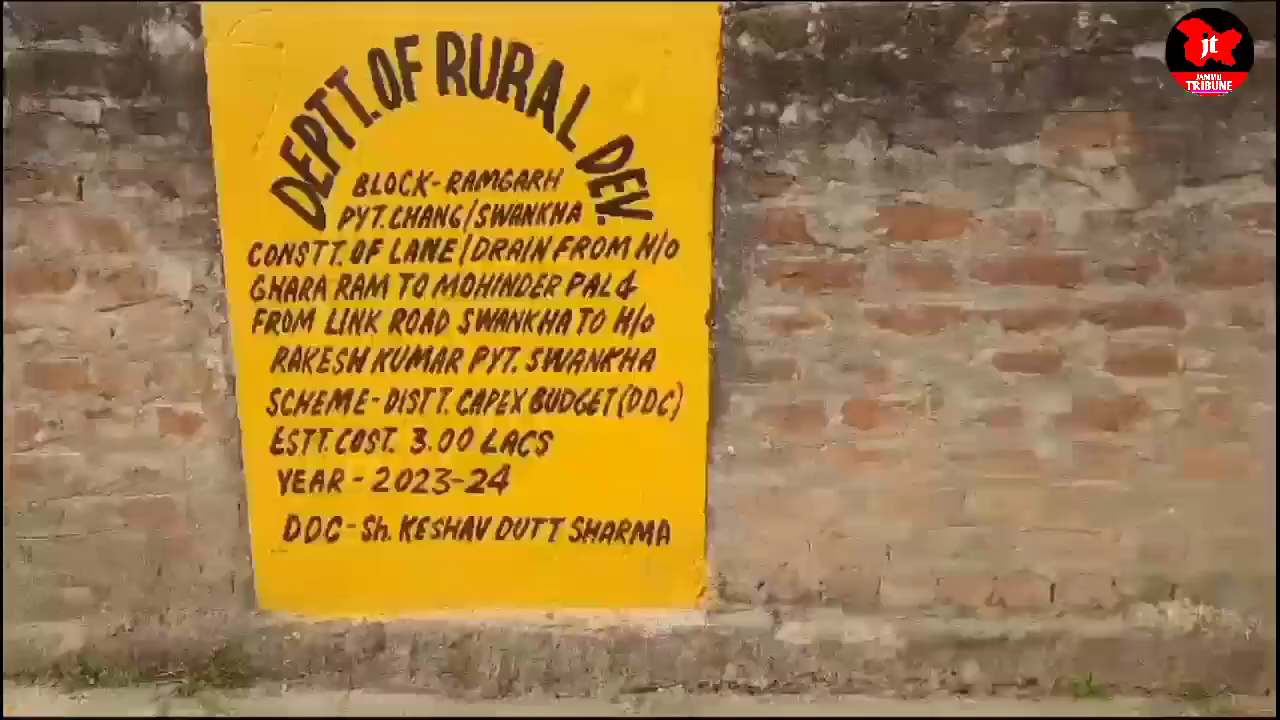 DEPTT. OF RURAL DEV.
BLOCK-RAMGARH
PYT. CHANG/SWANKHA
CONSTT. OF LANE/DRAIN FROM H/o
GHARA RAM TO MOHINDER PAL &
FROM LINK ROAD SWANKHA TO H/o
RAKESH KUMAR PYT. SWANKHA
SCHEME-DISTT. CAPEX BUDGET (DDC)
ESTT. COST. 3.00 LACS
YEAR - 2023-24
DDC-Sh. KESHAV DUTT SHARMA
jt
JAMMU
TRIBUNE